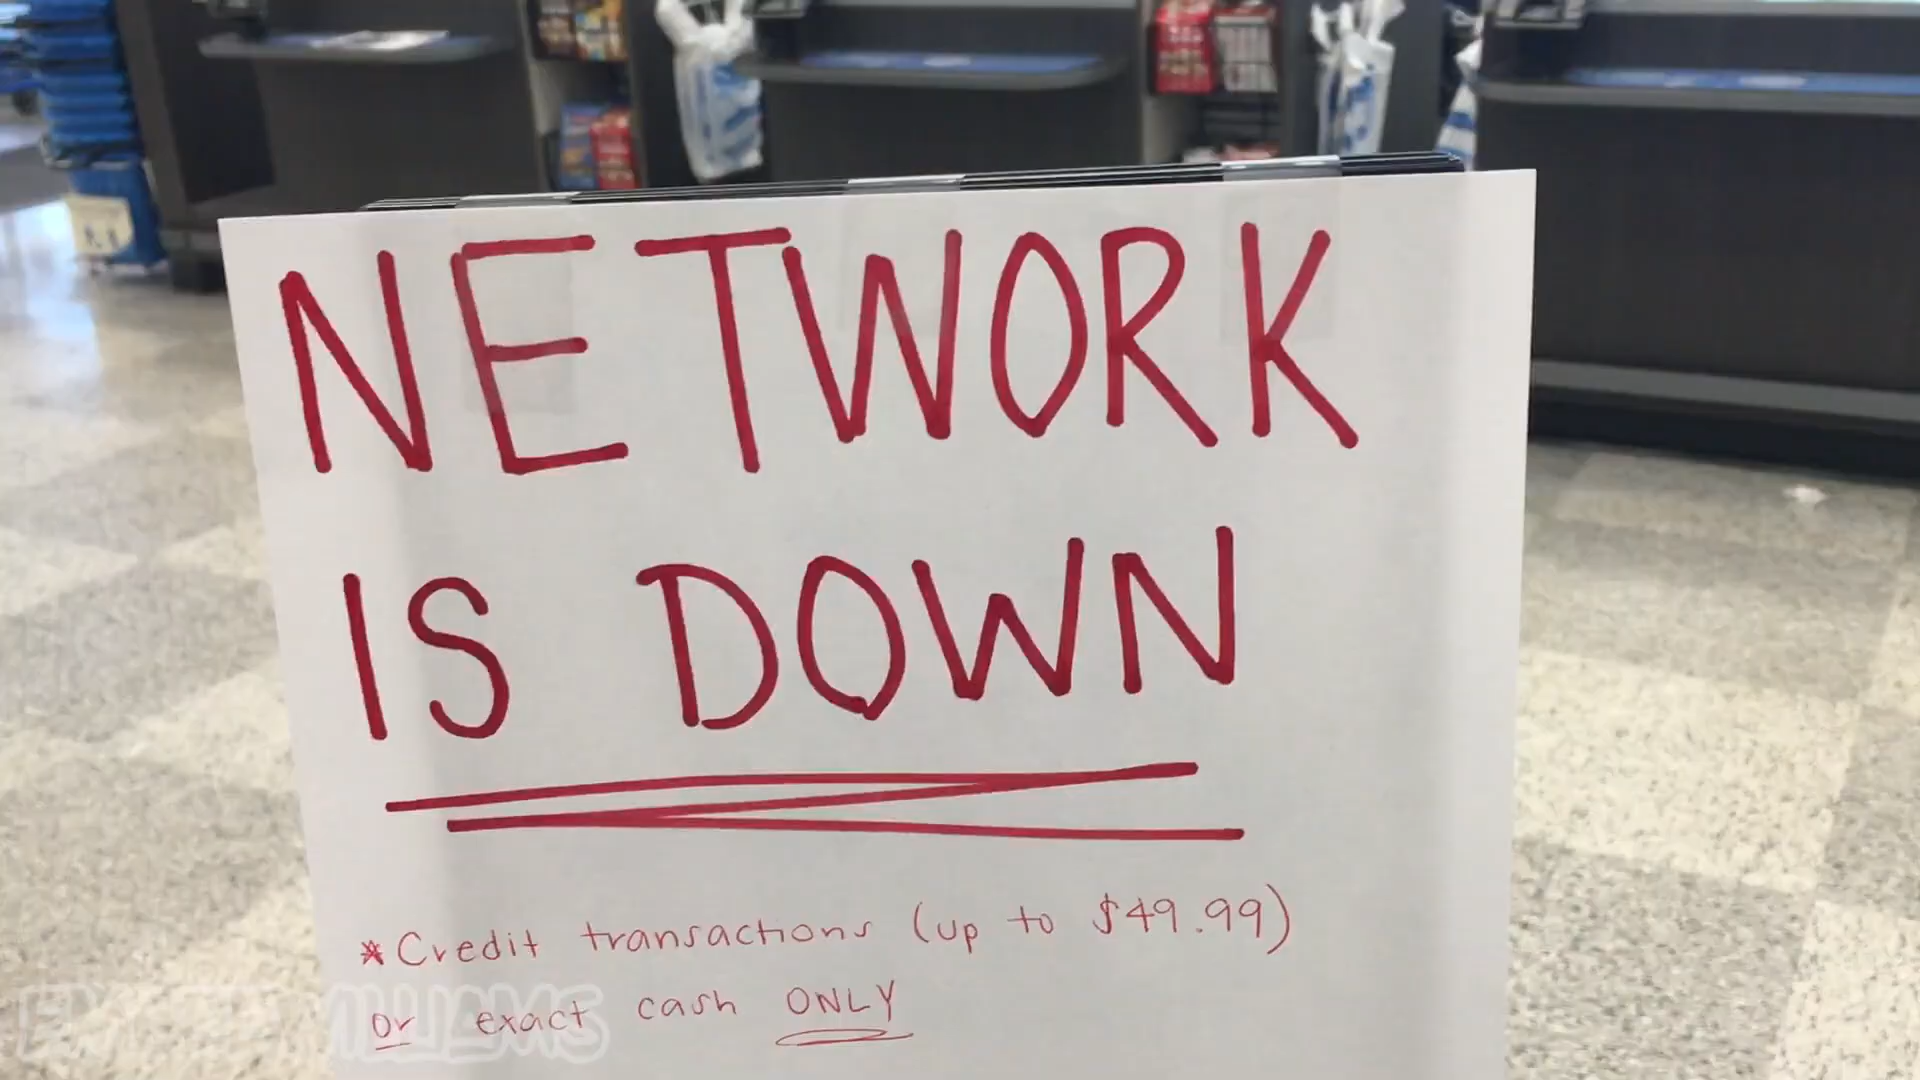 NETWORK
IS DOWN
*Credit transactions (up to $49.99)
or exact cash ONLY